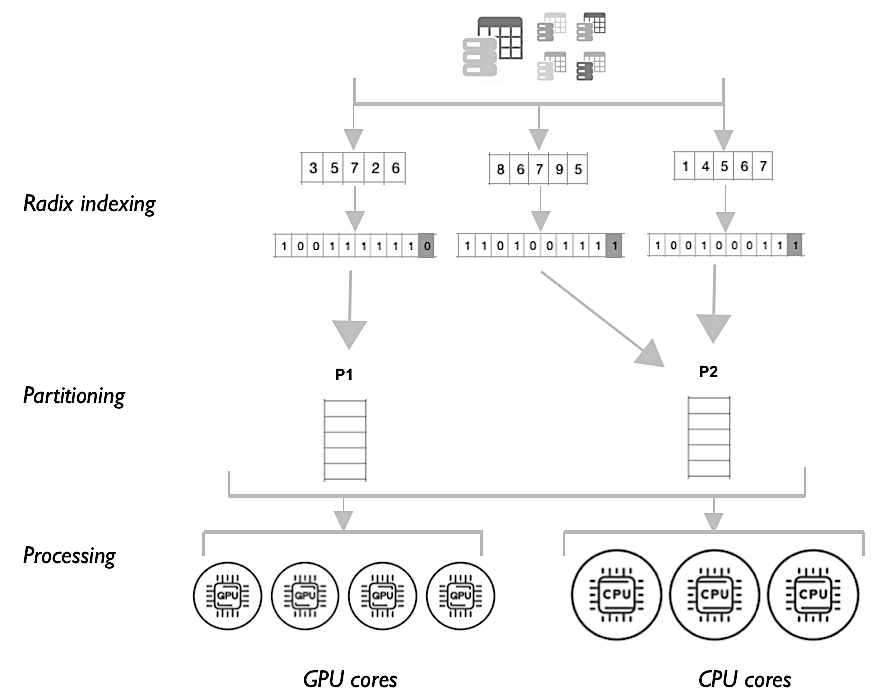 3 5 7 2 6
8 6 7 9 5
1 4 5 6 7
Radix indexing
1 0 0 1 1 1 1 1 1 0
1 1 0 1 0 0 1 1 1 1
1 0 0 1 0 0 0 1 1 1
P1
P2
Partitioning
Processing
GPU GPU GPU GPU
CPU CPU CPU
GPU cores
CPU cores